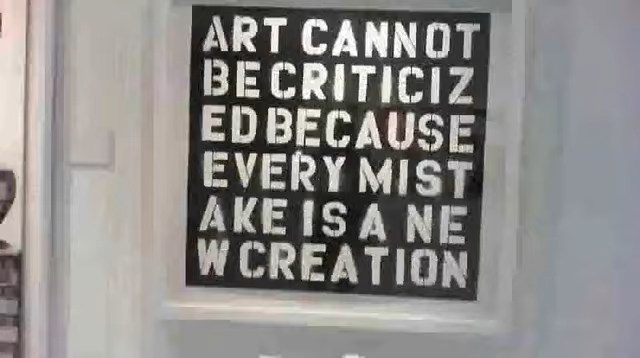 ART CANNOT
BE CRITICIZ
ED BECAUSE
EVERY MIST
AKE IS A NE
W CREATION